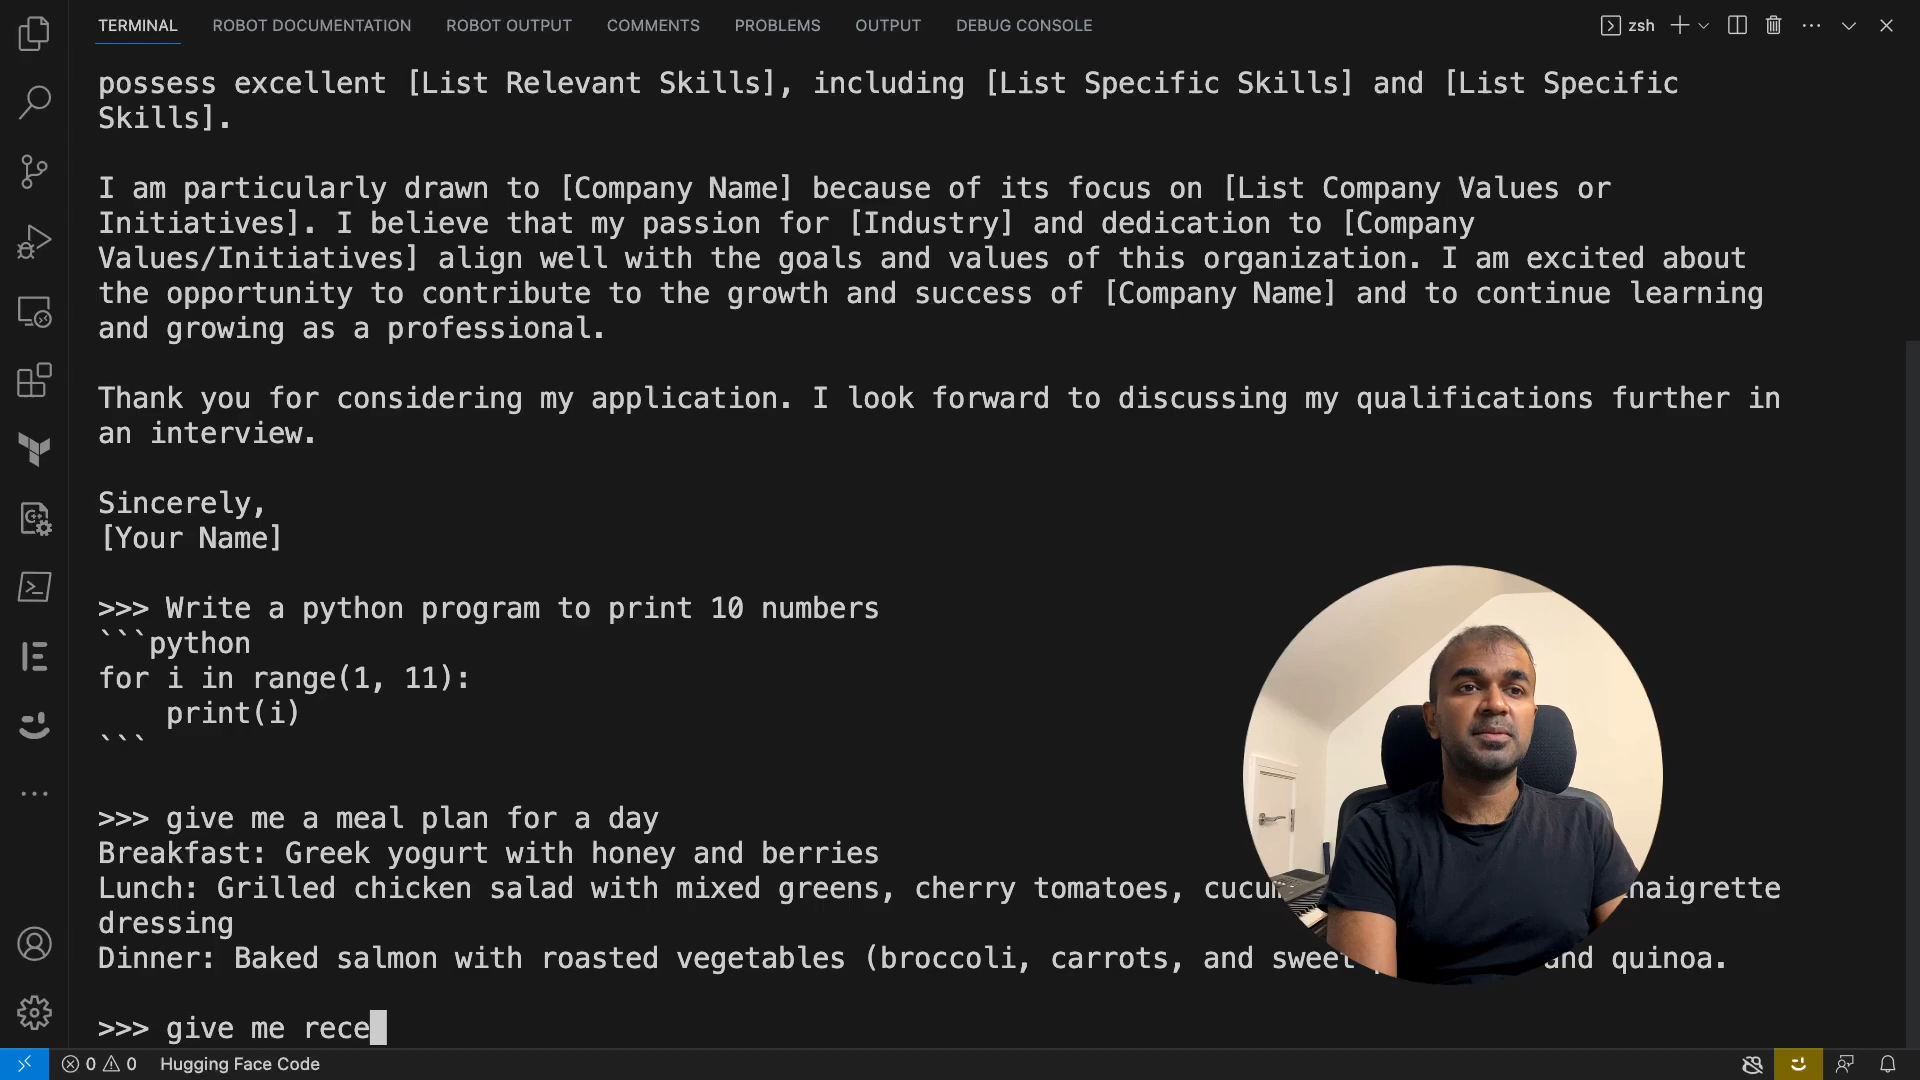 TERMINAL ROBOT DOCUMENTATION ROBOT OUTPUT COMMENTS PROBLEMS OUTPUT DEBUG CONSOLE zsh
possess excellent [List Relevant Skills], including [List Specific Skills] and [List Specific
Skills].
I am particularly drawn to [Company Name] because of its focus on [List Company Values or
Initiatives]. I believe that my passion for [Industry] and dedication to [Company
Values/Initiatives] align well with the goals and values of this organization. I am excited about
the opportunity to contribute to the growth and success of [Company Name] and to continue learning
and growing as a professional.
Thank you for considering my application. I look forward to discussing my qualifications further in
an interview.
Sincerely,
[Your Name]
>>> Write a python program to print 10 numbers
```python
for i in range(1, 11):
    print(i)
```
>>> give me a meal plan for a day
Breakfast: Greek yogurt with honey and berries
Lunch: Grilled chicken salad with mixed greens, cherry tomatoes,
dressing
Dinner: Baked salmon with roasted vegetables (broccoli, carrots, and sweet and quinoa.
>>> give me rece
0 0 Hugging Face Code